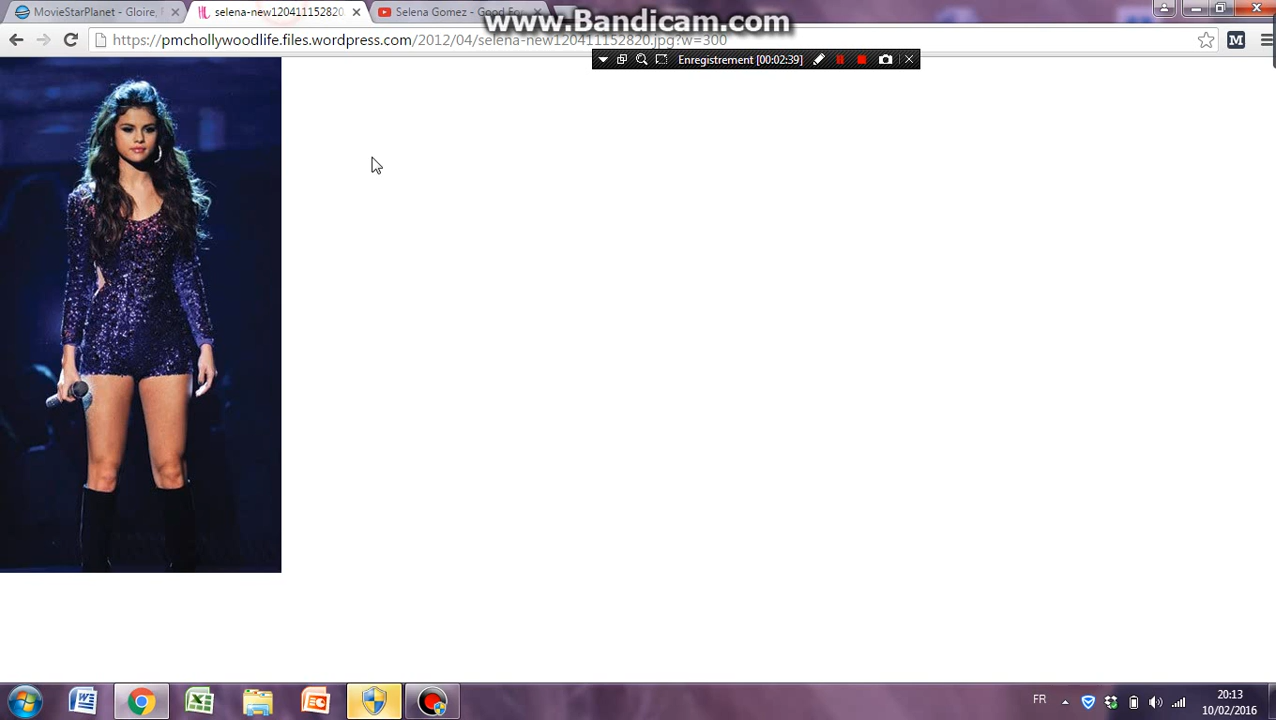 MovieStarPlanet - Gloire,
selena-new120411152820.
Selena Gomez - Good For
www.Bandicam.com
https://pmchollywoodlife.files.wordpress.com/2012/04/selena-new120411152820.jpg?w=300
Enregistrement [00:02:39]
FR
20:13
10/02/2016